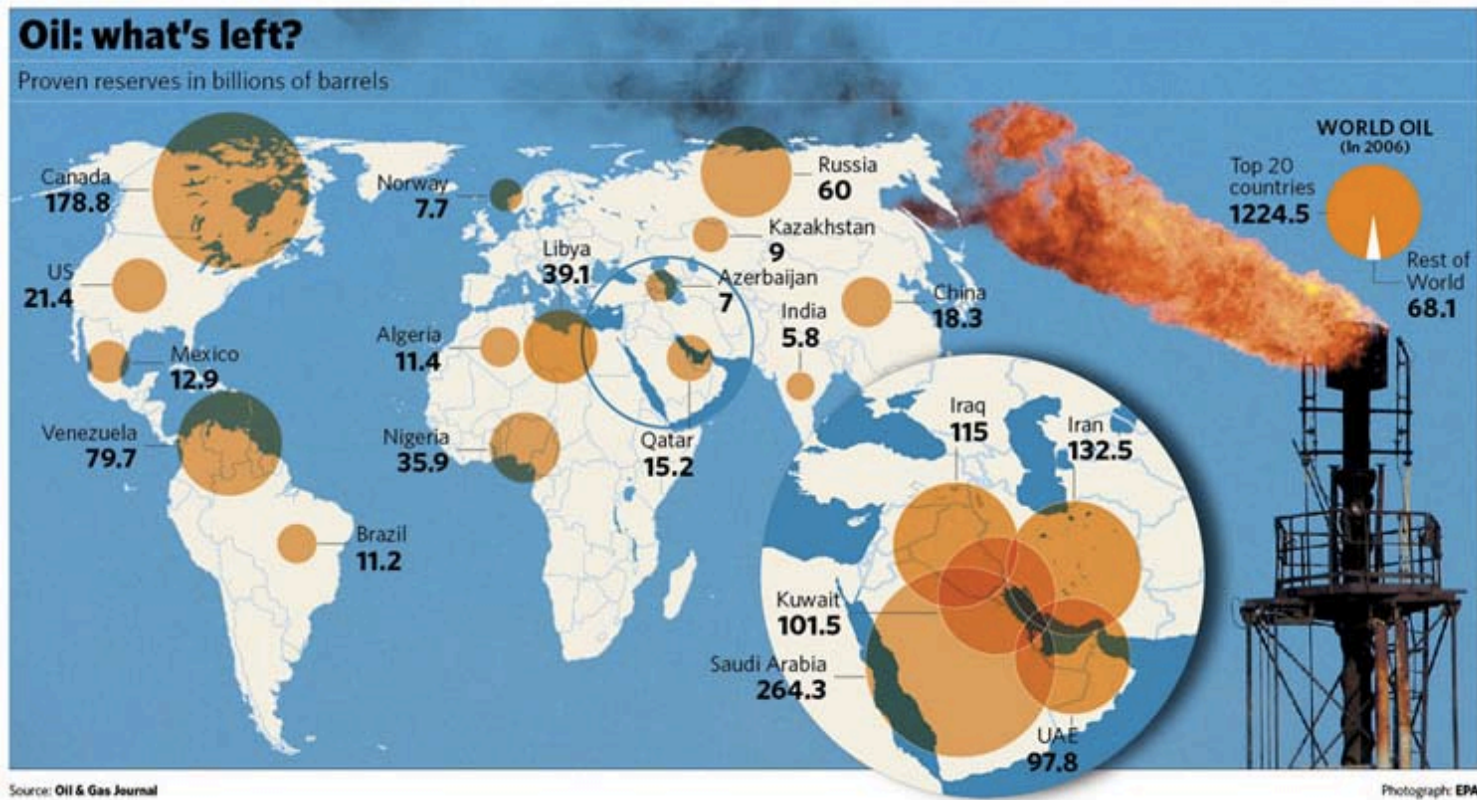 Oil: what's left?
Proven reserves in billions of barrels
Canada
178.8
US
21.4
Mexico
12.9
Venezuela
79.7
Brazil
11.2
Norway
7.7
Libya
39.1
Algeria
11.4
Nigeria
35.9
Russia
60
Kazakhstan
9
Azerbaijan
7
India
5.8
China
18.3
Qatar
15.2
Iraq
115
Iran
132.5
Kuwait
101.5
Saudi Arabia
264.3
UAE
97.8
WORLD OIL
(In 2006)
Top 20
countries
1224.5
Rest of
World
68.1
Source: Oil & Gas Journal
Photograph: EPA